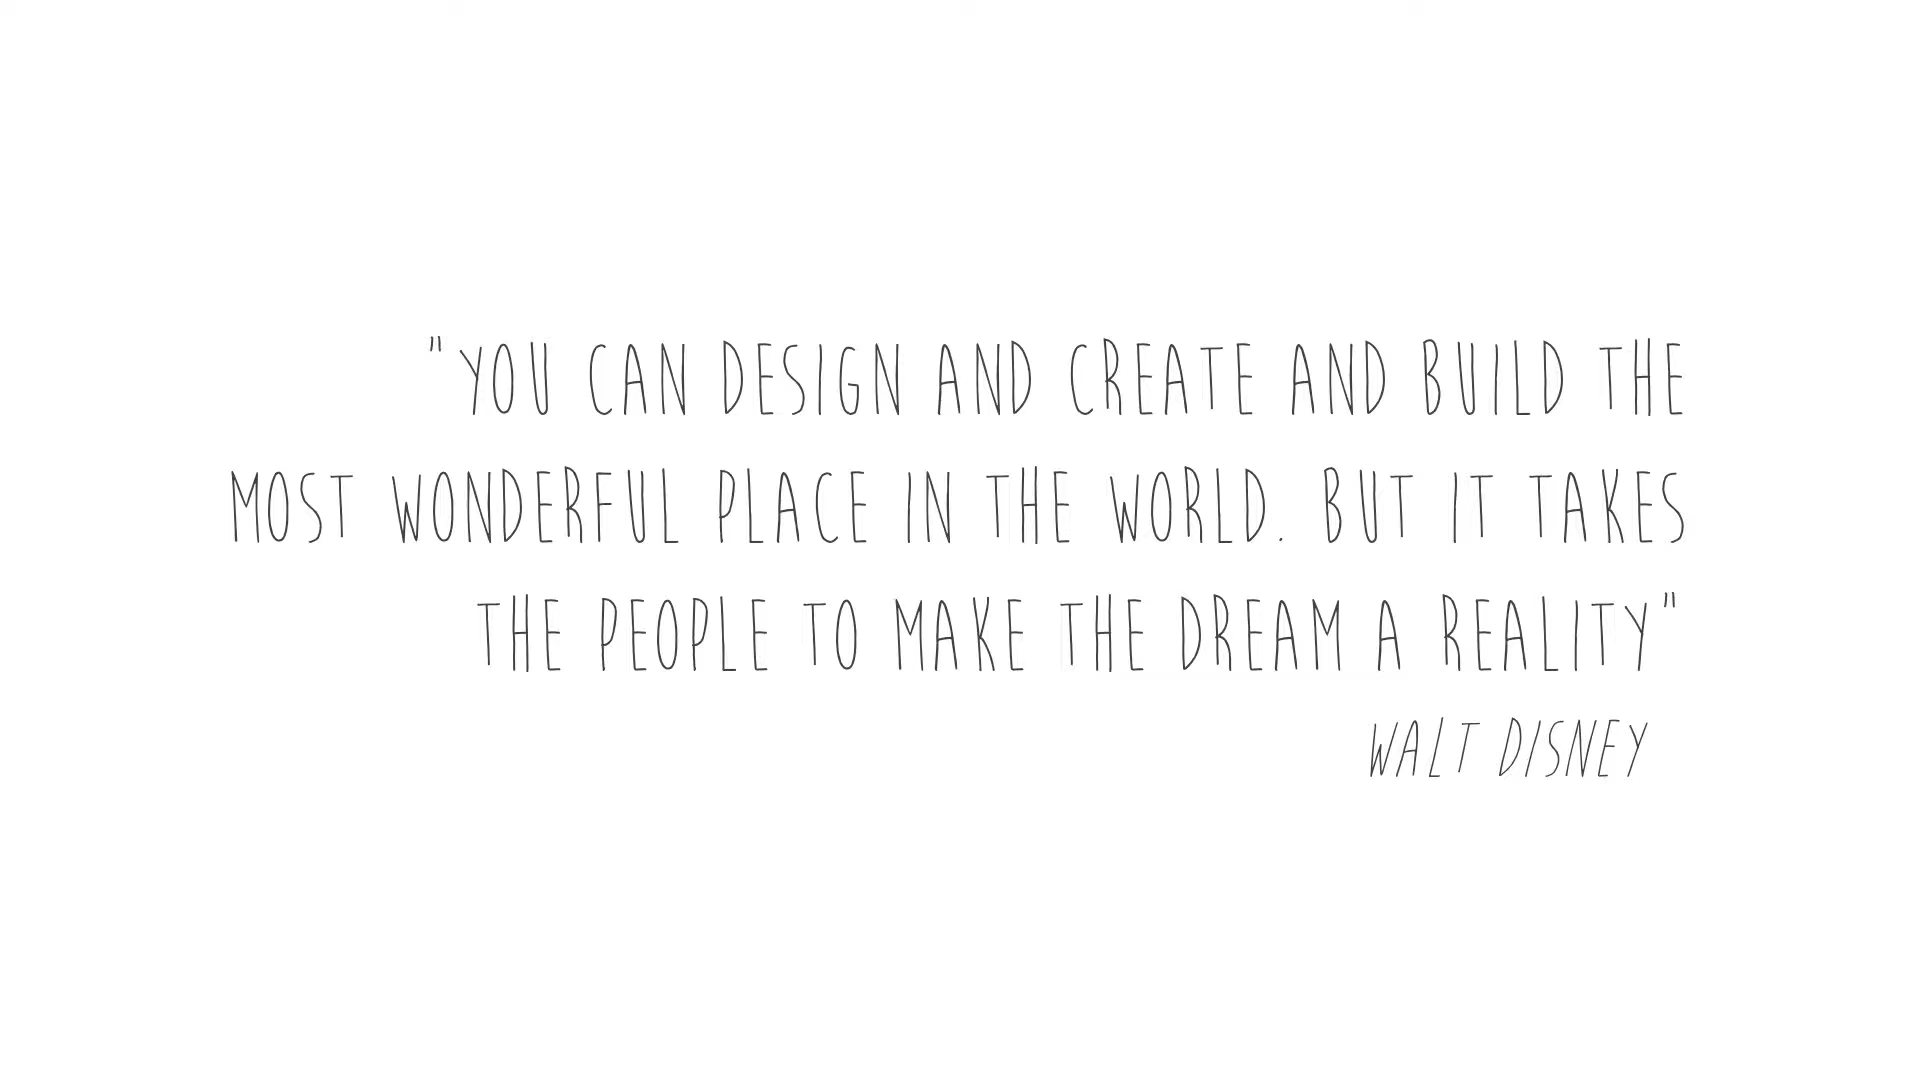 "YOU CAN DESIGN AND CREATE AND BUILD THE
MOST WONDERFUL PLACE IN THE WORLD. BUT IT TAKES
THE PEOPLE TO MAKE THE DREAM A REALITY"
WALT DISNEY